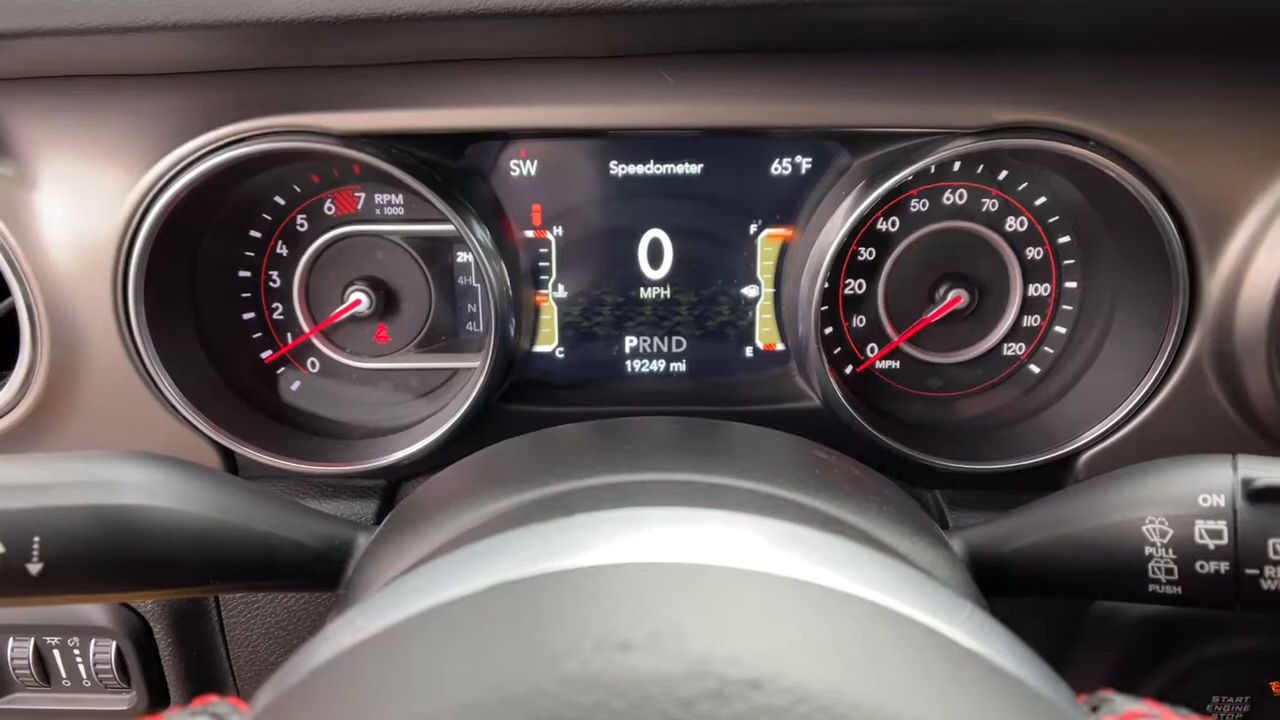 SW
Speedometer
65°F
0
MPH
PRND
19249 mi
H
C
F
E
0
1
2
3
4
5
6
7
RPM
x 1000
2H
4H
N
4L
0
10
20
30
40
50
60
70
80
90
100
110
120
MPH
ON
PULL
OFF
PUSH
START
ENGINE
STOP